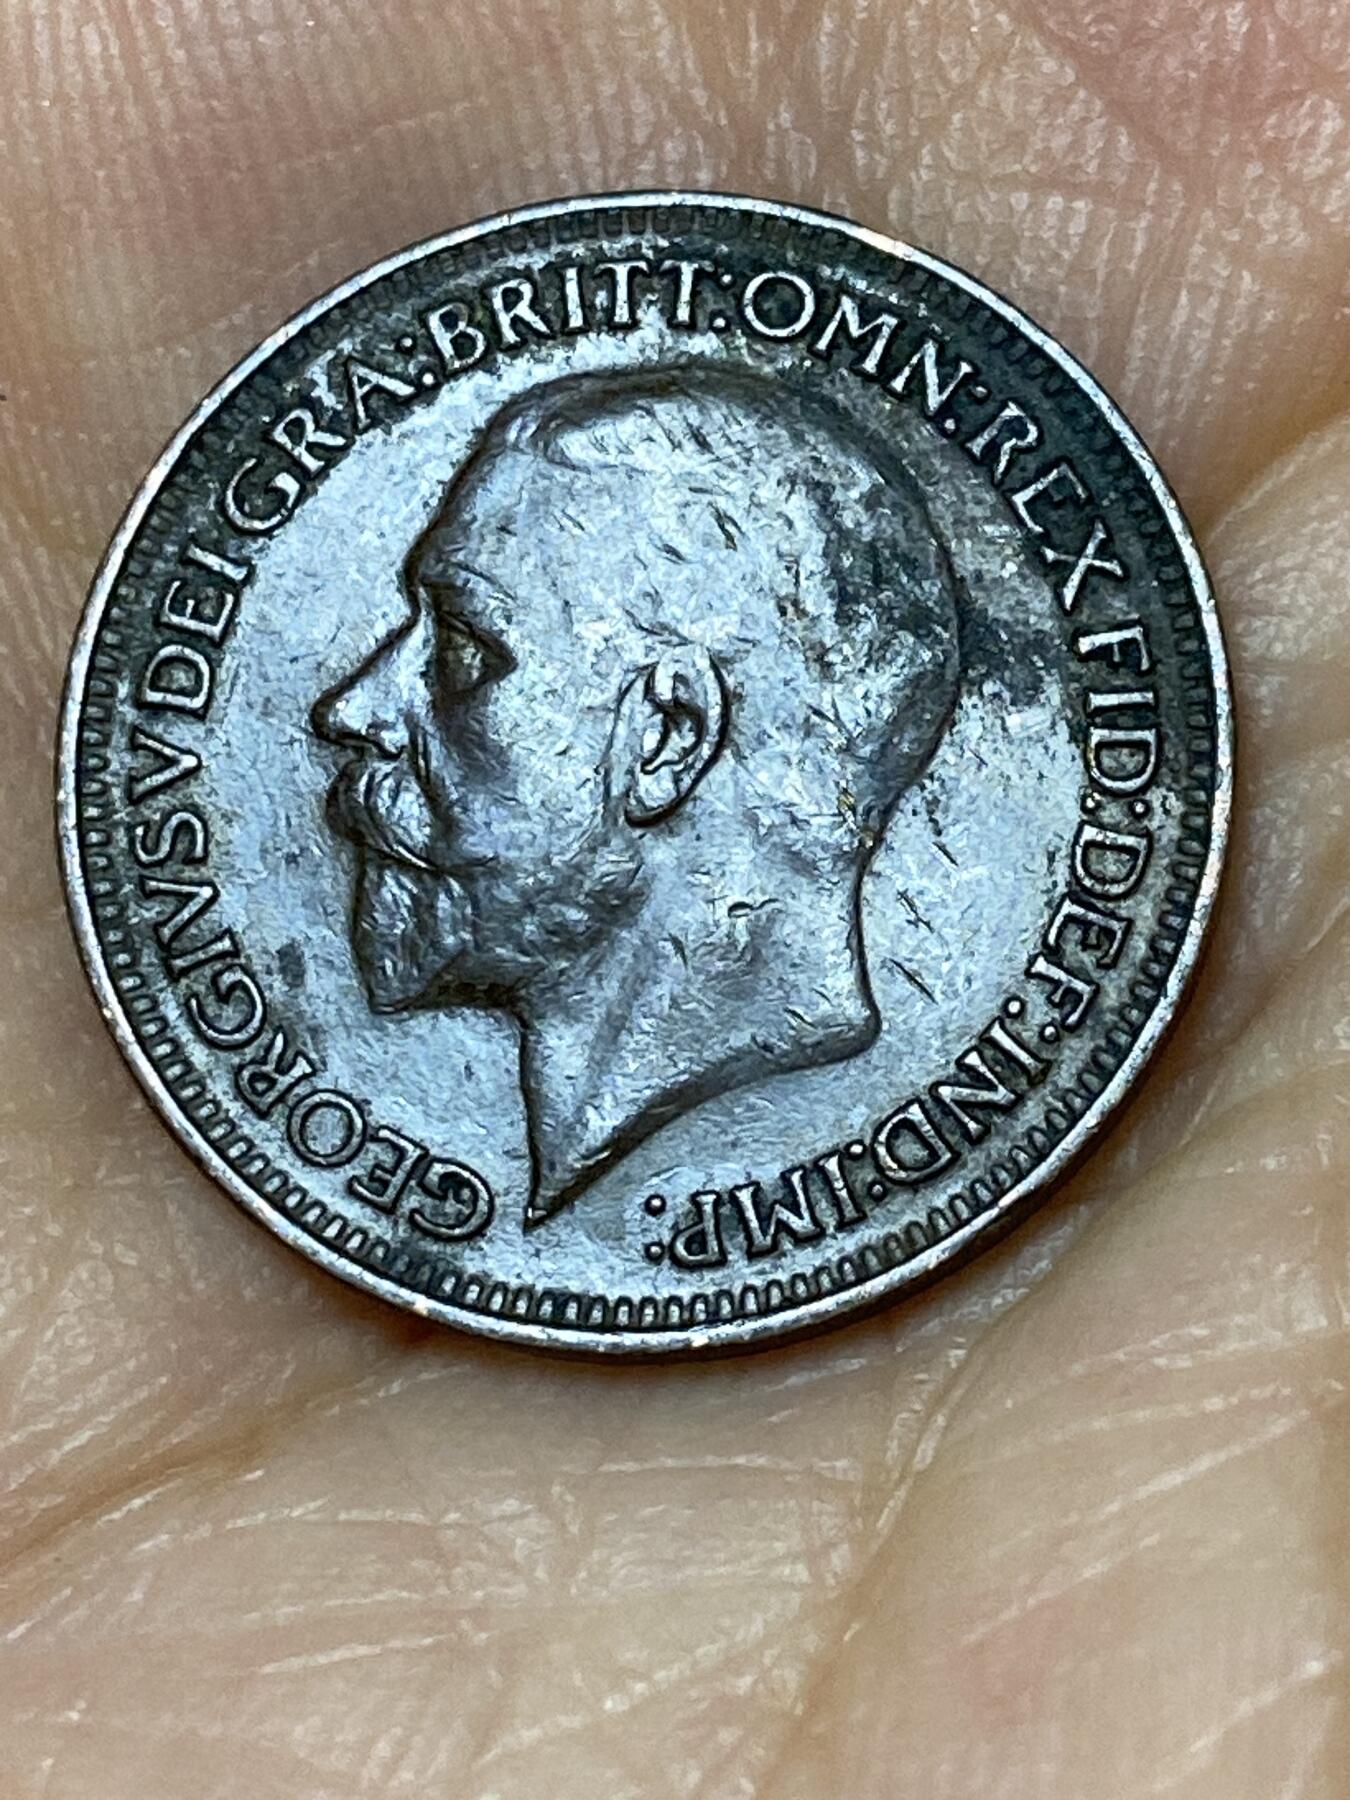 GEORGIVS V DEI GRA: BRITT: OMN: REX FID: DEF: IND: IMP: